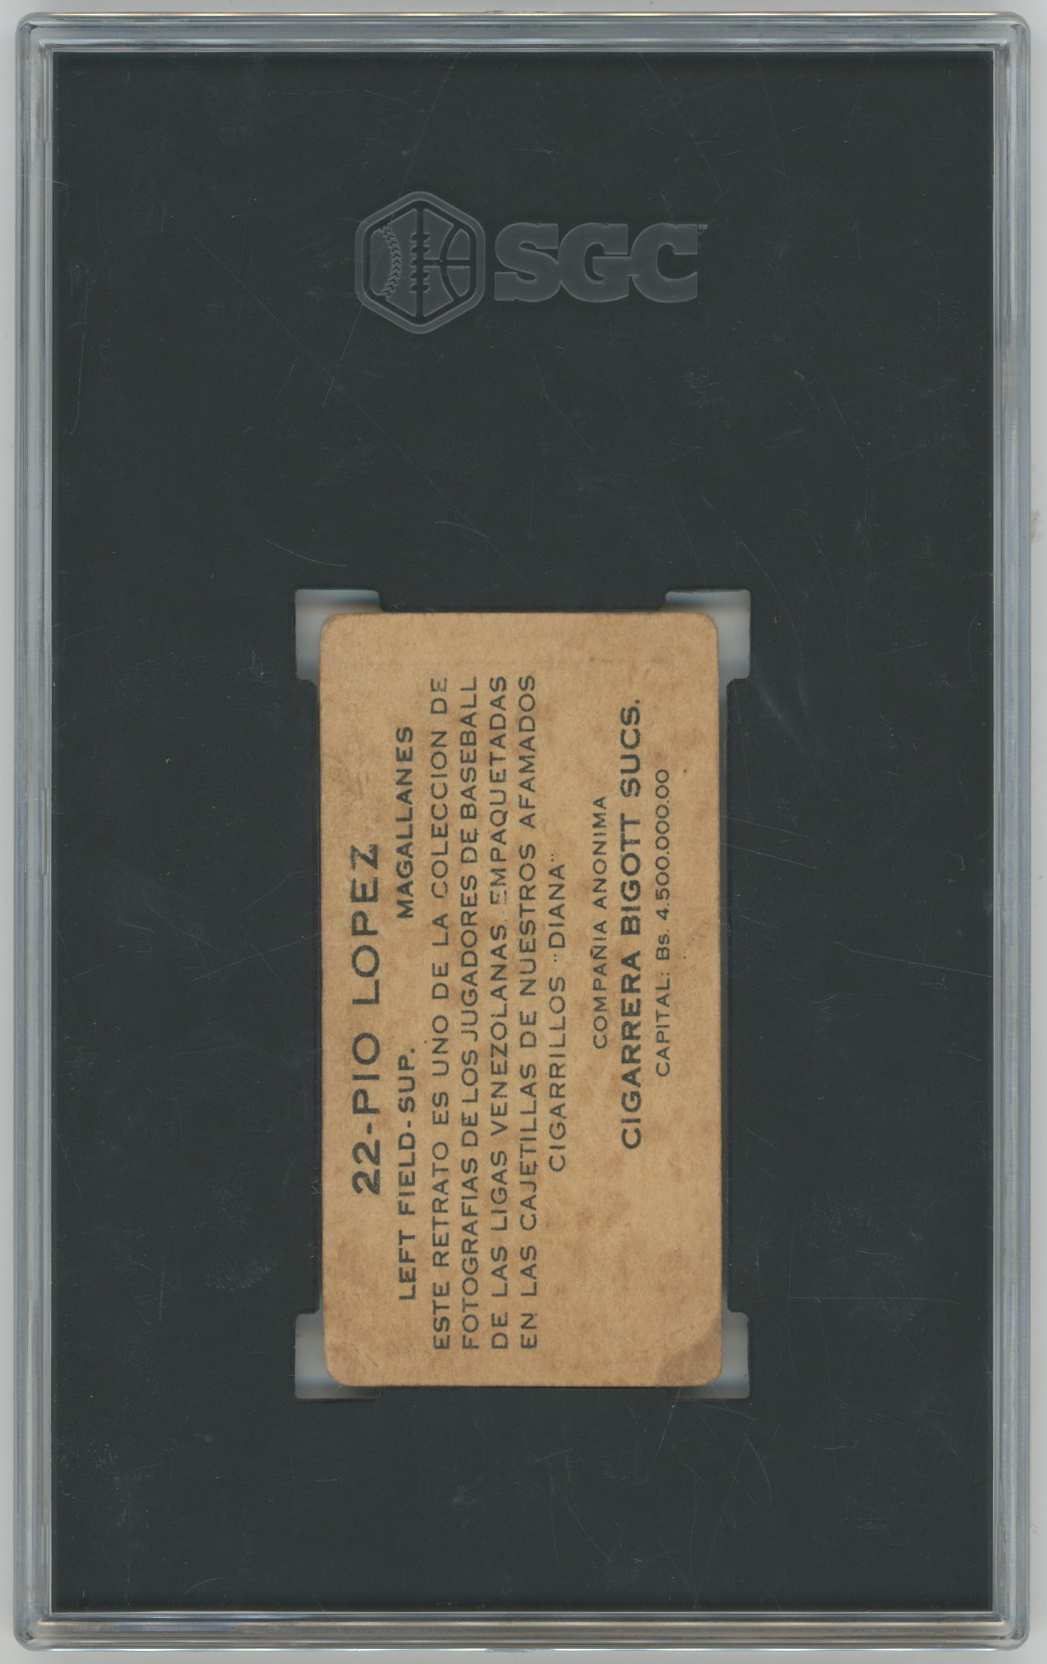 SGC™
22-PIO LOPEZ
LEFT FIELD-SUP. MAGALLANES
ESTE RETRATO ES UNO DE LA COLECCION DE
FOTOGRAFIAS DE LOS JUGADORES DE BASEBALL
DE LAS LIGAS VENEZOLANAS EMPAQUETADAS
EN LAS CAJETILLAS DE NUESTROS AFAMADOS
CIGARRILLOS "DIANA"
COMPAÑIA ANONIMA
CIGARRERA BIGOTT SUCS.
CAPITAL: Bs. 4.500.000.00